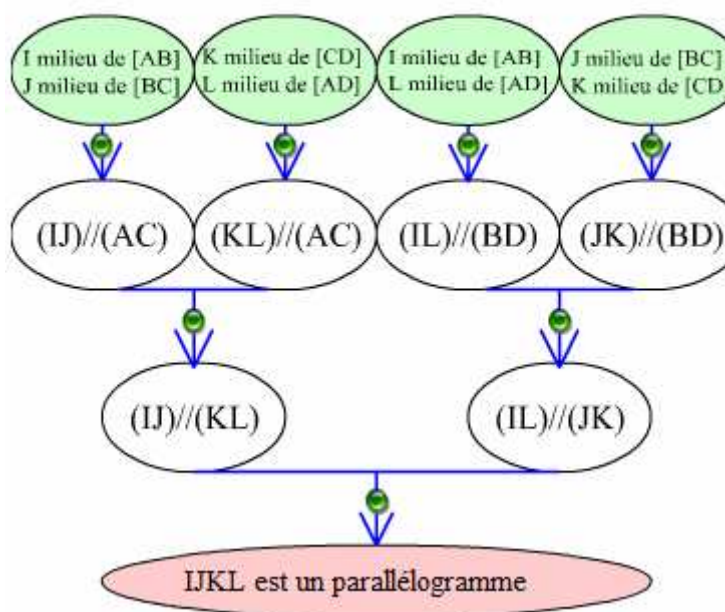 I milieu de [AB]
J milieu de [BC]
K milieu de [CD]
L milieu de [AD]
I milieu de [AB]
L milieu de [AD]
J milieu de [BC]
K milieu de [CD
(IJ)//(AC)
(KL)//(AC)
(IL)//(BD)
(JK)//(BD)
(IJ)//(KL)
(IL)//(JK)
IJKL est un parallélogramme